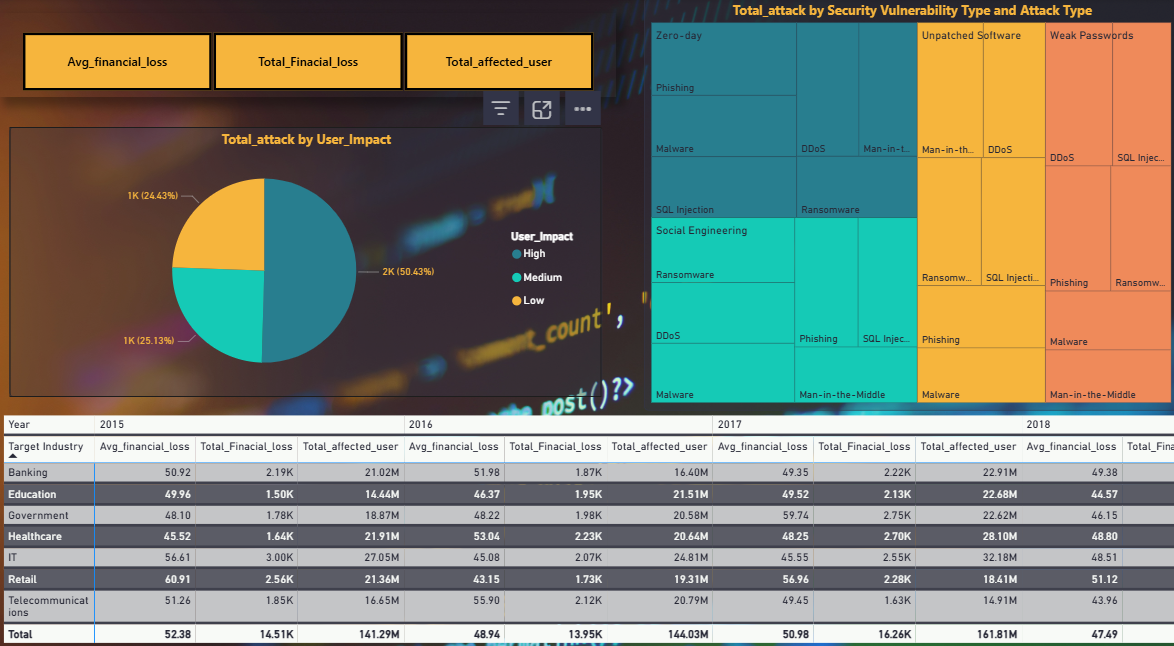 Avg_financial_loss
Total_Finacial_loss
Total_affected_user
Total_attack by User_Impact
1K (24.43%)
2K (50.43%)
1K (25.13%)
User_Impact
High
Medium
Low
Total_attack by Security Vulnerability Type and Attack Type
Zero-day
Phishing
Malware
SQL Injection
DDoS
Man-in-t...
Ransomware
Social Engineering
Ransomware
DDoS
Malware
Phishing
SQL Injec...
Man-in-the-Middle
Unpatched Software
Man-in-th...
DDoS
Ransomw...
SQL Injecti...
Phishing
Malware
Weak Passwords
DDoS
SQL Injec...
Phishing
Ransomw...
Malware
Man-in-the-Middle
comment_count',
post()?>
Year 2015 2016 2017 2018
Target Industry Avg_financial_loss Total_Finacial_loss Total_affected_user Avg_financial_loss Total_Finacial_loss Total_affected_user Avg_financial_loss Total_Finacial_loss Total_affected_user Avg_financial_loss Total_Fina
Banking 50.92 2.19K 21.02M 51.98 1.87K 16.40M 49.35 2.22K 22.91M 49.38
Education 49.96 1.50K 14.44M 46.37 1.95K 21.51M 49.52 2.13K 22.68M 44.57
Government 48.10 1.78K 18.87M 48.22 1.98K 20.58M 59.74 2.75K 22.62M 46.15
Healthcare 45.52 1.64K 21.91M 53.04 2.23K 20.64M 48.25 2.70K 28.10M 48.80
IT 56.61 3.00K 27.05M 45.08 2.07K 24.81M 45.55 2.55K 32.18M 48.51
Retail 60.91 2.56K 21.36M 43.15 1.73K 19.31M 56.96 2.28K 18.41M 51.12
Telecommunicat 51.26 1.85K 16.65M 55.90 2.12K 20.79M 49.45 1.63K 14.91M 43.96
ions
Total 52.38 14.51K 141.29M 48.94 13.95K 144.03M 50.98 16.26K 161.81M 47.49